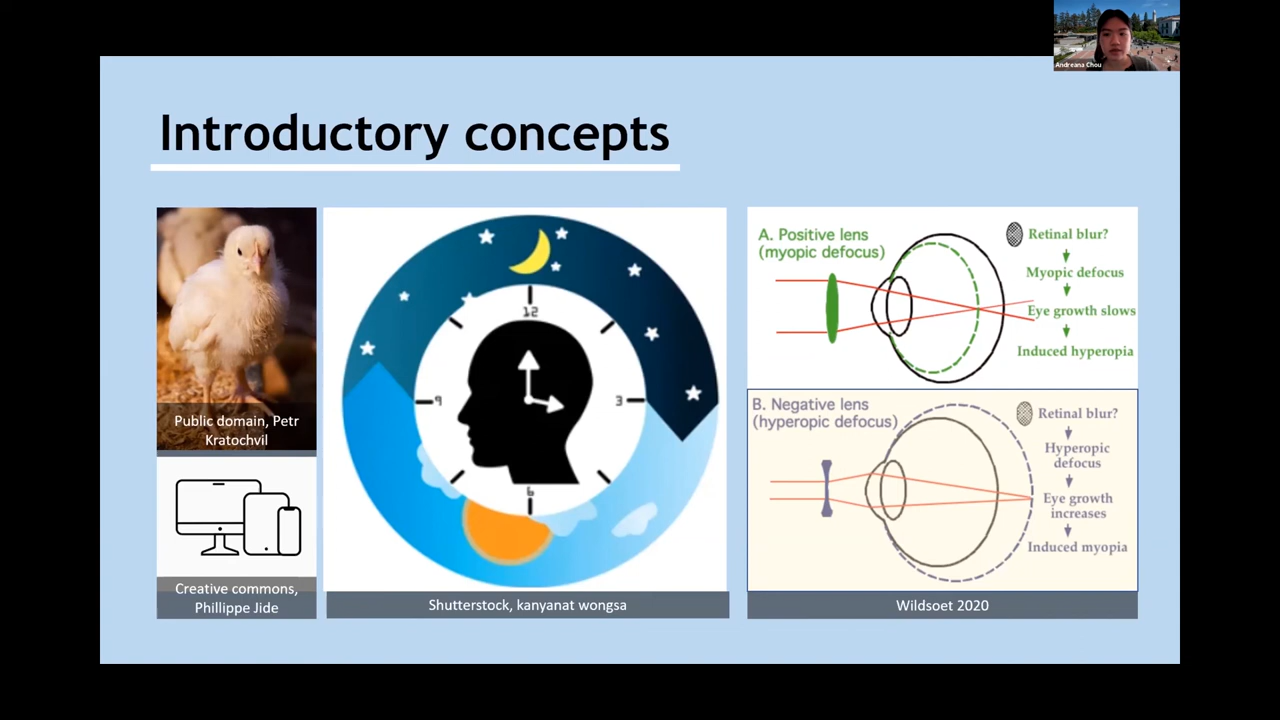 Andreana Chou
Introductory concepts
Public domain, Petr
Kratochvil
Creative commons,
Phillippe Jide
12
3
6
9
Shutterstock, kanyanat wongsa
A. Positive lens
(myopic defocus)
Retinal blur?
Myopic defocus
Eye growth slows
Induced hyperopia
B. Negative lens
(hyperopic defocus)
Retinal blur?
Hyperopic
defocus
Eye growth
increases
Induced myopia
Wildsoet 2020